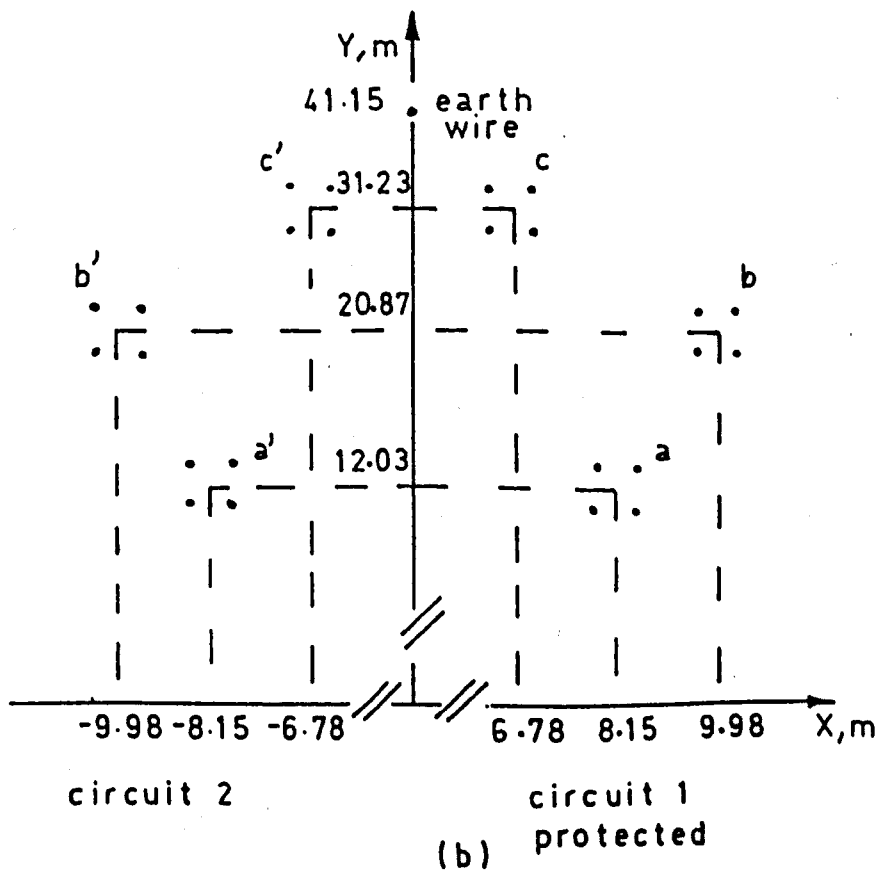 Y,m
41·15 earth
wire
c' 31·23 c
b' 20·87 b
a' 12·03 a
-9·98 -8·15 -6·78 6·78 8·15 9·98 X,m
circuit 2 circuit 1
protected
(b)